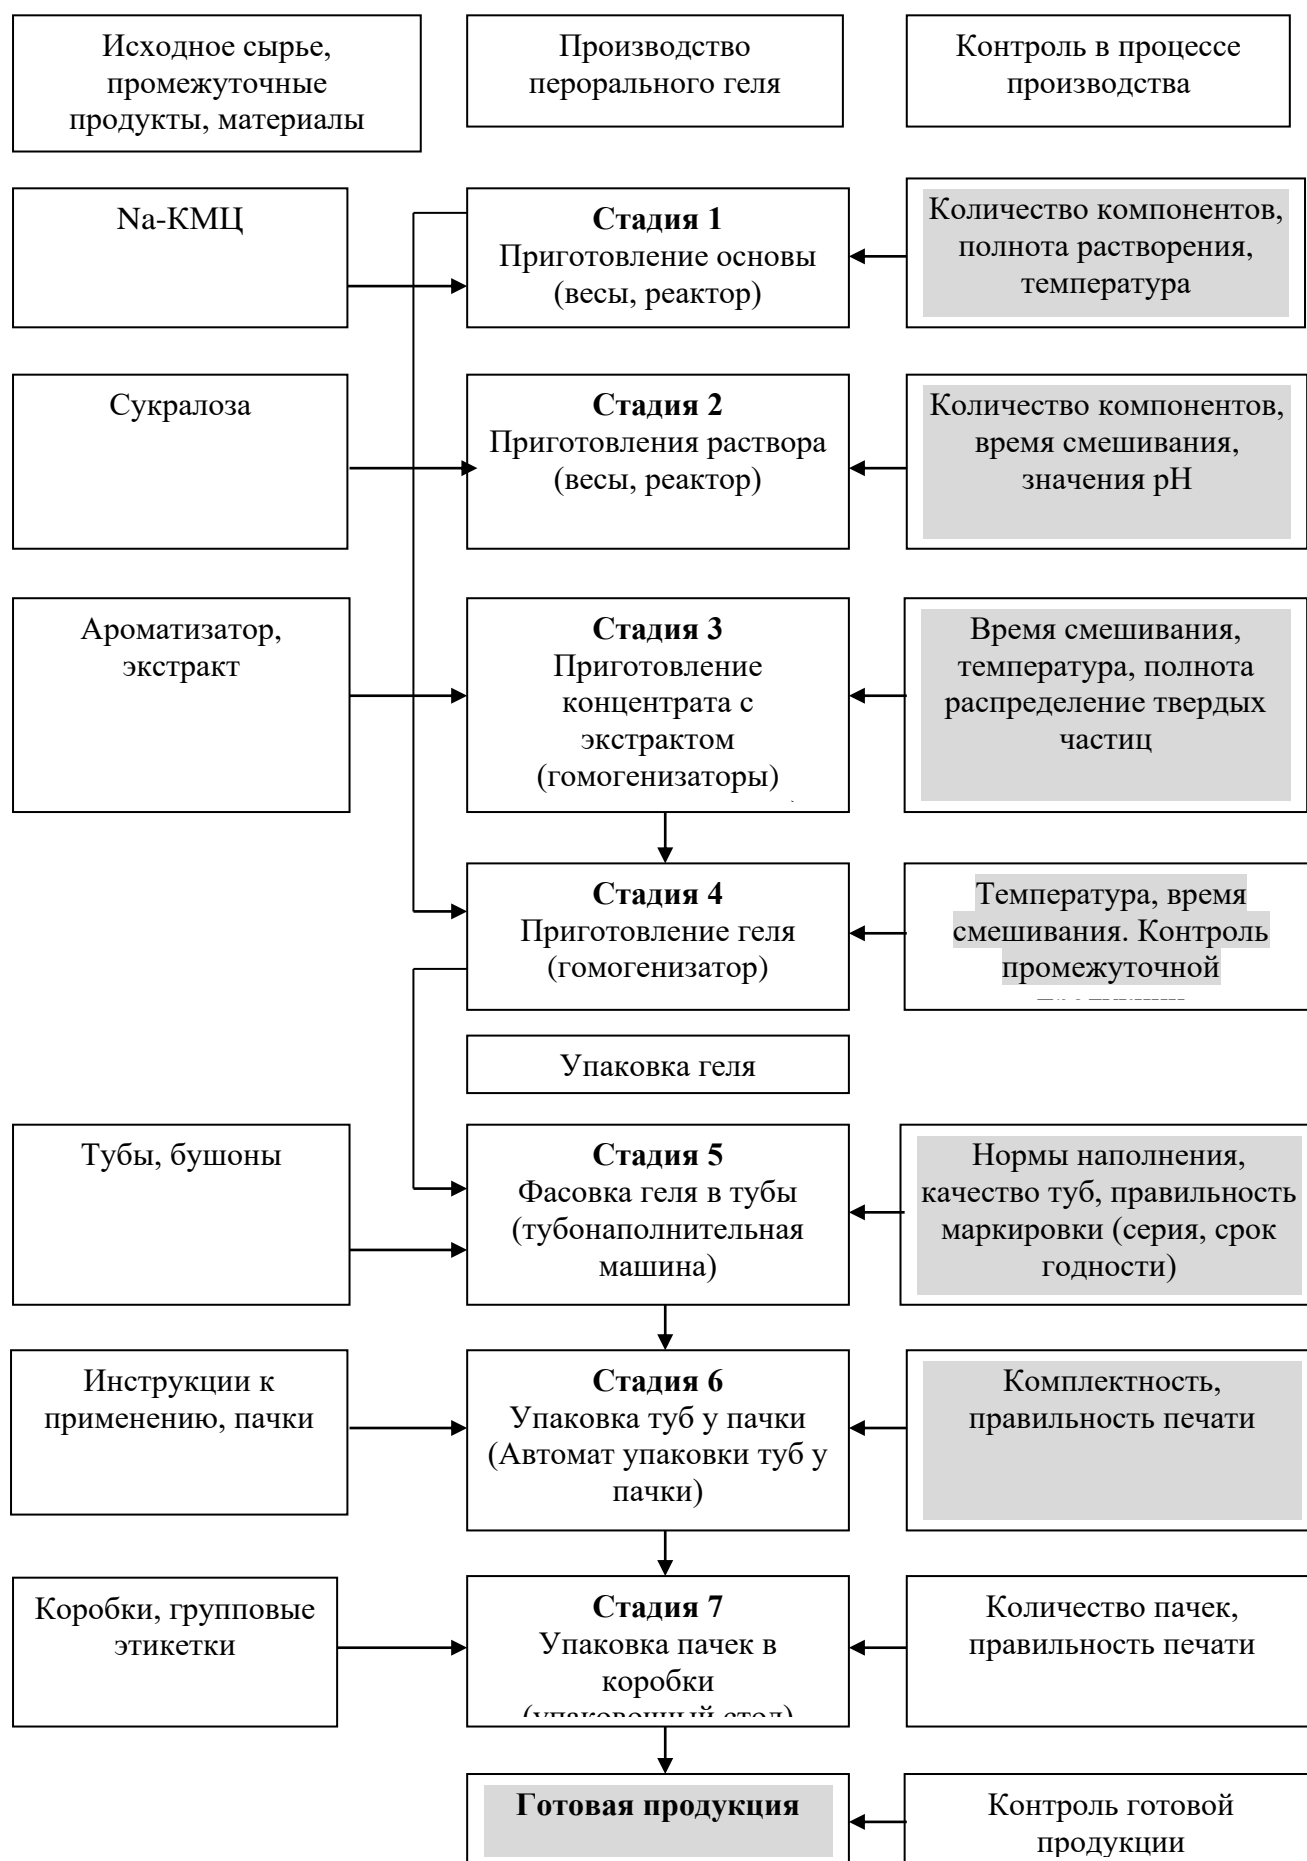 Исходное сырье,
промежуточные
продукты, материалы
Производство
перорального геля
Контроль в процессе
производства
Na-КМЦ
Стадия 1
Приготовление основы
(весы, реактор)
Количество компонентов,
полнота растворения,
температура
Сукралоза
Стадия 2
Приготовления раствора
(весы, реактор)
Количество компонентов,
время смешивания,
значения рН
Ароматизатор,
экстракт
Стадия 3
Приготовление
концентрата с
экстрактом
(гомогенизаторы)
Время смешивания,
температура, полнота
распределение твердых
частиц
Стадия 4
Приготовление геля
(гомогенизатор)
Температура, время
смешивания. Контроль
промежуточной
Упаковка геля
Тубы, бушоны
Стадия 5
Фасовка геля в тубы
(тубонаполнительная
машина)
Нормы наполнения,
качество туб, правильность
маркировки (серия, срок
годности)
Инструкции к
применению, пачки
Стадия 6
Упаковка туб у пачки
(Автомат упаковки туб у
пачки)
Комплектность,
правильность печати
Коробки, групповые
этикетки
Стадия 7
Упаковка пачек в
коробки
(упаковочный стол)
Количество пачек,
правильность печати
Готовая продукция
Контроль готовой
продукции